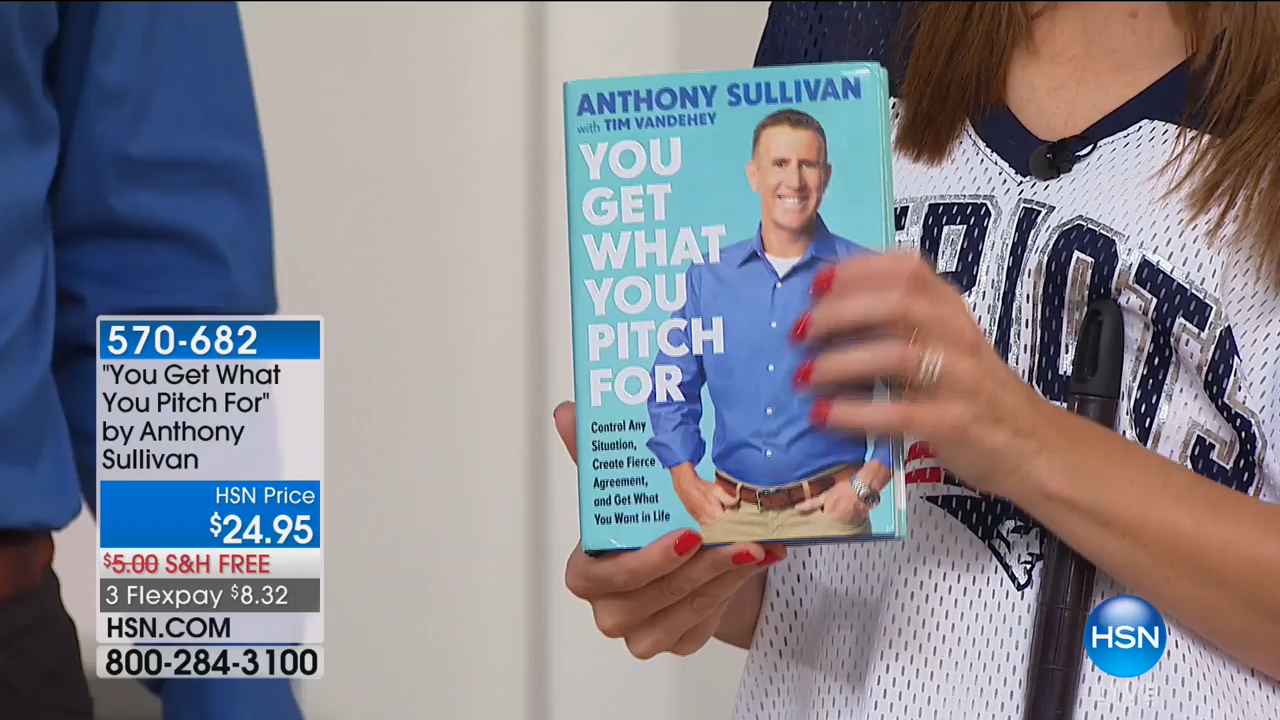 570-682
"You Get What
You Pitch For"
by Anthony
Sullivan
HSN Price
$24.95
$5.00 S&H FREE
3 Flexpay $8.32
HSN.COM
800-284-3100
ANTHONY SULLIVAN
with TIM VANDEHEY
YOU
GET
WHAT
YOU
PITCH
FOR
Control Any
Situation,
Create Fierce
Agreement,
and Get What
You Want in Life
HSN
LIVE